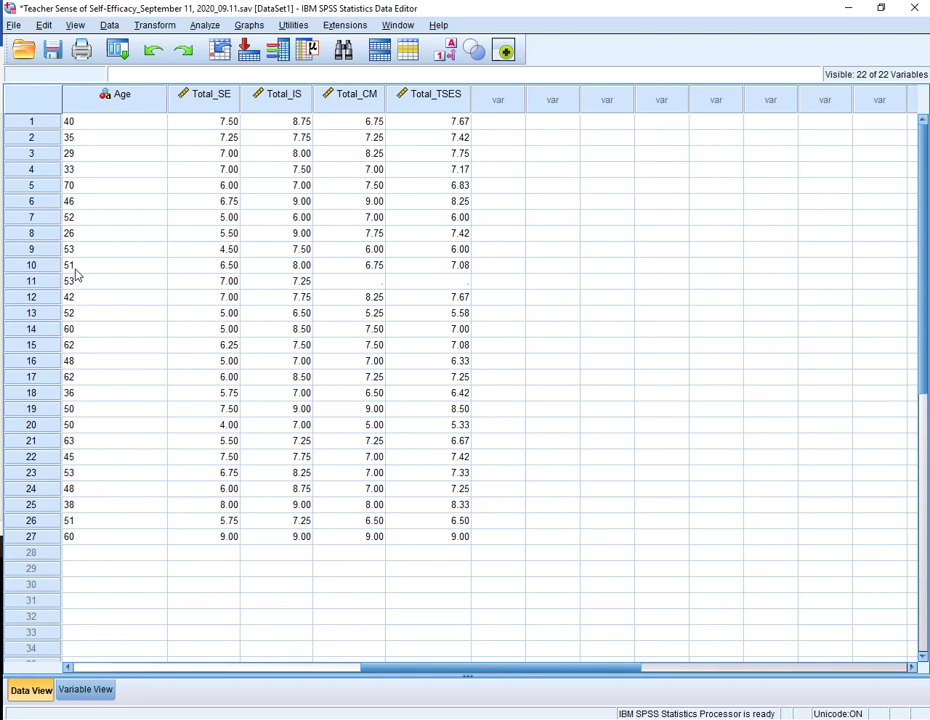 *Teacher Sense of Self-Efficacy_September 11, 2020_09.11.sav [DataSet1] - IBM SPSS Statistics Data Editor
File Edit View Data Transform Analyze Graphs Utilities Extensions Window Help
Visible: 22 of 22 Variables
Age Total_SE Total_IS Total_CM Total_TSES var var var var var var var var
1 40 7.50 8.75 6.75 7.67
2 35 7.25 7.75 7.25 7.42
3 29 7.00 8.00 8.25 7.75
4 33 7.00 7.50 7.00 7.17
5 70 6.00 7.00 7.50 6.83
6 46 6.75 9.00 9.00 8.25
7 52 5.00 6.00 7.00 6.00
8 26 5.50 9.00 7.75 7.42
9 53 4.50 7.50 6.00 6.00
10 51 6.50 8.00 6.75 7.08
11 53 7.00 7.25 . .
12 42 7.00 7.75 8.25 7.67
13 52 5.00 6.50 5.25 5.58
14 60 5.00 8.50 7.50 7.00
15 62 6.25 7.50 7.50 7.08
16 48 5.00 7.00 7.00 6.33
17 62 6.00 8.50 7.25 7.25
18 36 5.75 7.00 6.50 6.42
19 50 7.50 9.00 9.00 8.50
20 50 4.00 7.00 5.00 5.33
21 63 5.50 7.25 7.25 6.67
22 45 7.50 7.75 7.00 7.42
23 53 6.75 8.25 7.00 7.33
24 48 6.00 8.75 7.00 7.25
25 38 8.00 9.00 8.00 8.33
26 51 5.75 7.25 6.50 6.50
27 60 9.00 9.00 9.00 9.00
28
29
30
31
32
33
34
Data View Variable View
IBM SPSS Statistics Processor is ready Unicode:ON